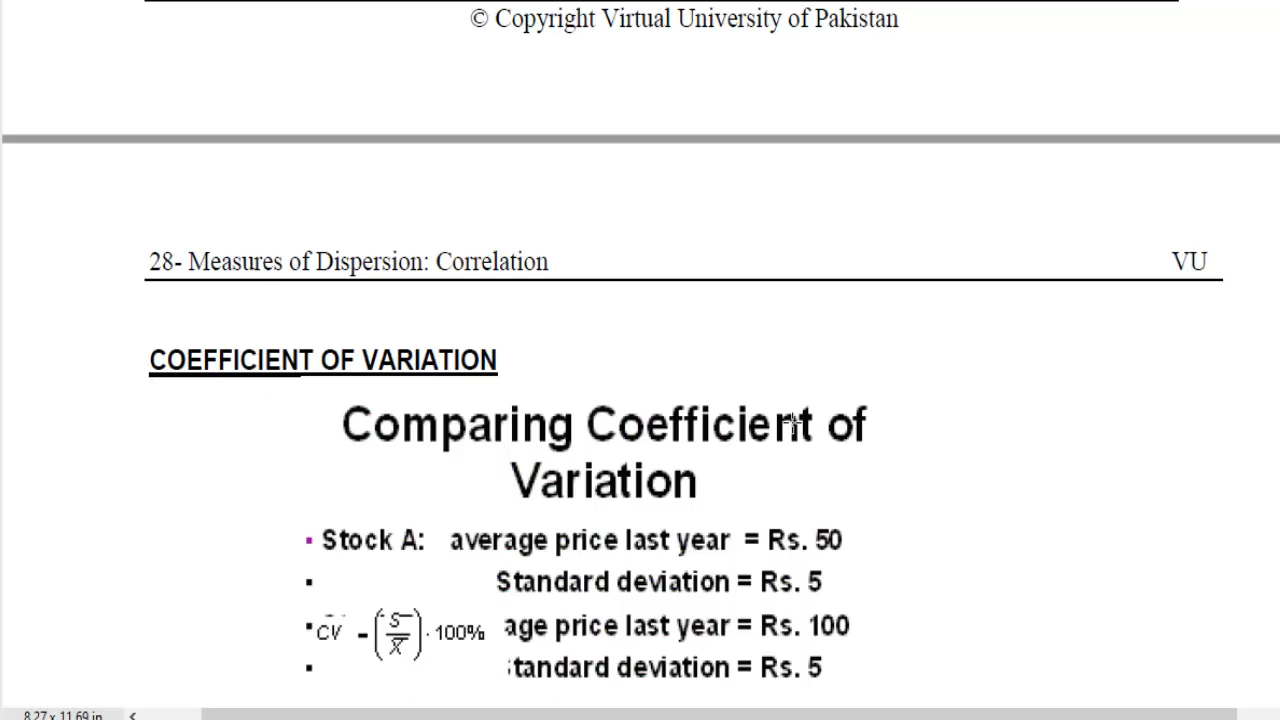 © Copyright Virtual University of Pakistan
28- Measures of Dispersion: Correlation VU
COEFFICIENT OF VARIATION
Comparing Coefficient of
Variation
▪ Stock A: average price last year = Rs. 50
▪ Standard deviation = Rs. 5
▪ age price last year = Rs. 100
CV = (S/X̅) · 100%
▪ tandard deviation = Rs. 5
8.27 x 11.69 in